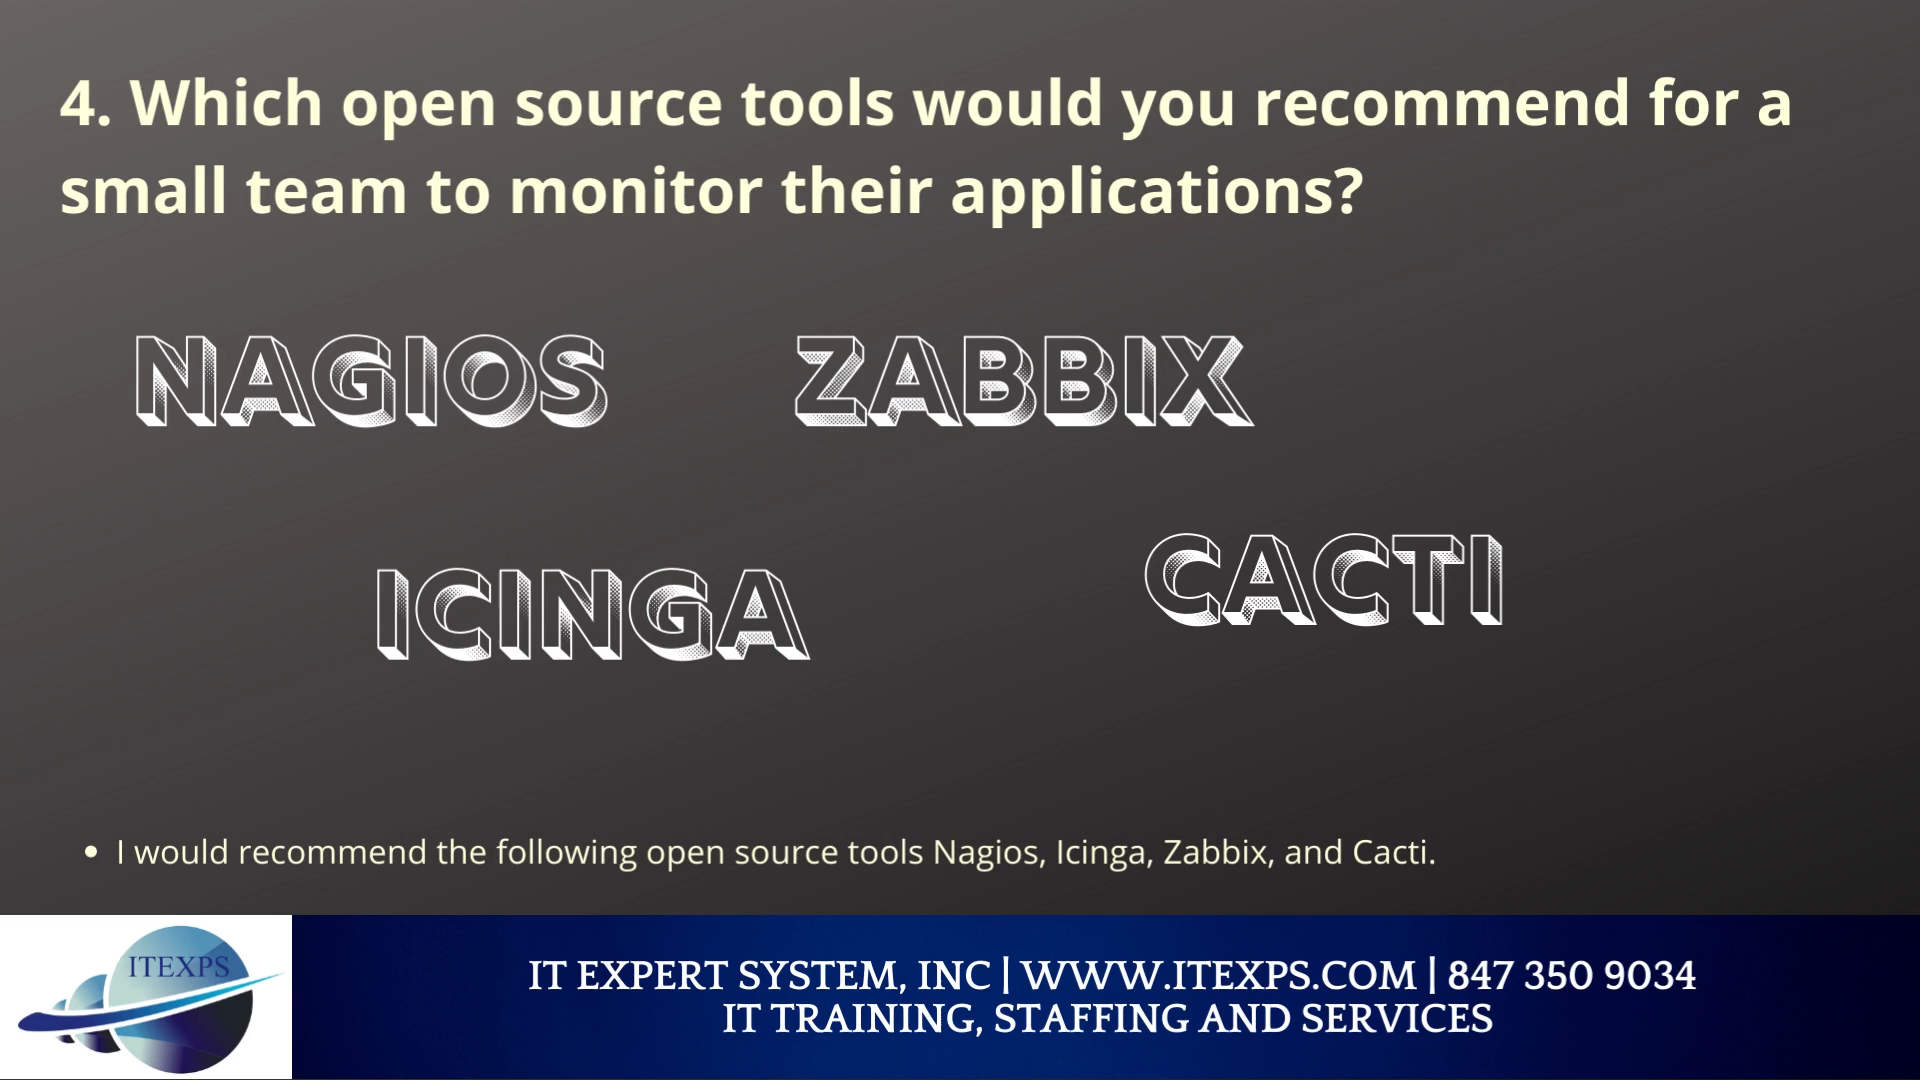 4. Which open source tools would you recommend for a
small team to monitor their applications?
NAGIOS
ZABBIX
ICINGA
CACTI
• I would recommend the following open source tools Nagios, Icinga, Zabbix, and Cacti.
ITEXPS
IT EXPERT SYSTEM, INC | WWW.ITEXPS.COM | 847 350 9034
IT TRAINING, STAFFING AND SERVICES